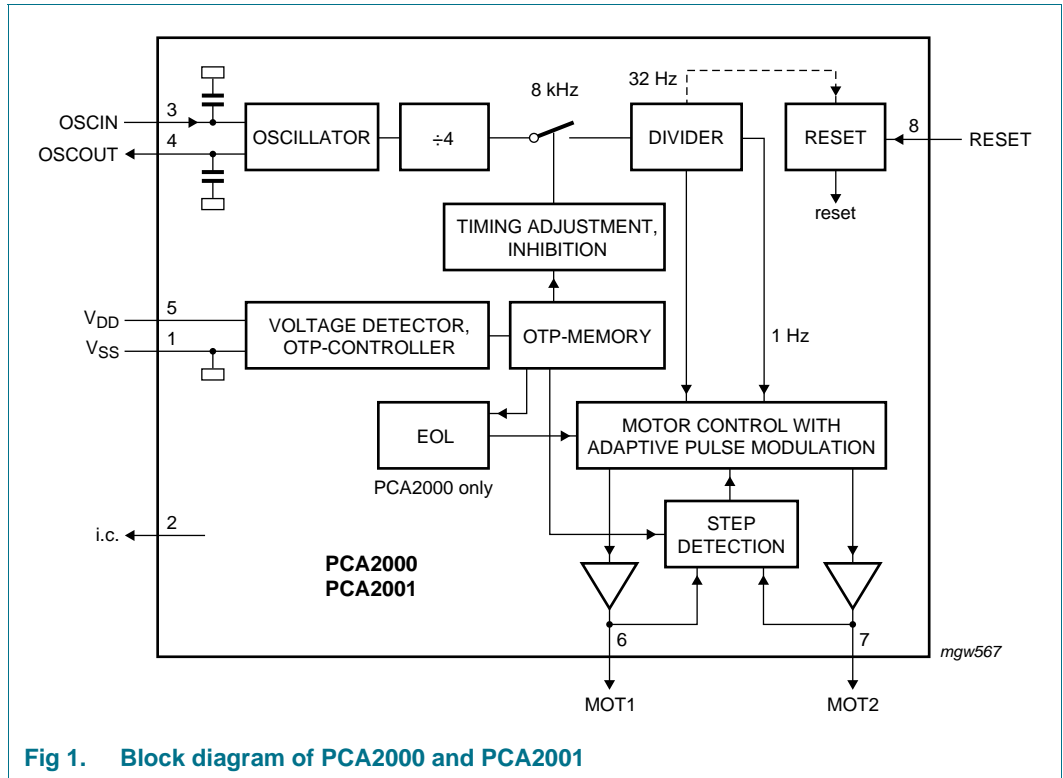 8 kHz
32 Hz
OSCIN
3
OSCOUT
4
OSCILLATOR
÷4
DIVIDER
RESET
8
RESET
reset
TIMING ADJUSTMENT,
INHIBITION
VDD
5
VSS
1
VOLTAGE DETECTOR,
OTP-CONTROLLER
OTP-MEMORY
1 Hz
EOL
PCA2000 only
MOTOR CONTROL WITH
ADAPTIVE PULSE MODULATION
i.c.
2
STEP
DETECTION
PCA2000
PCA2001
6
7
mgw567
MOT1
MOT2
Fig 1. Block diagram of PCA2000 and PCA2001